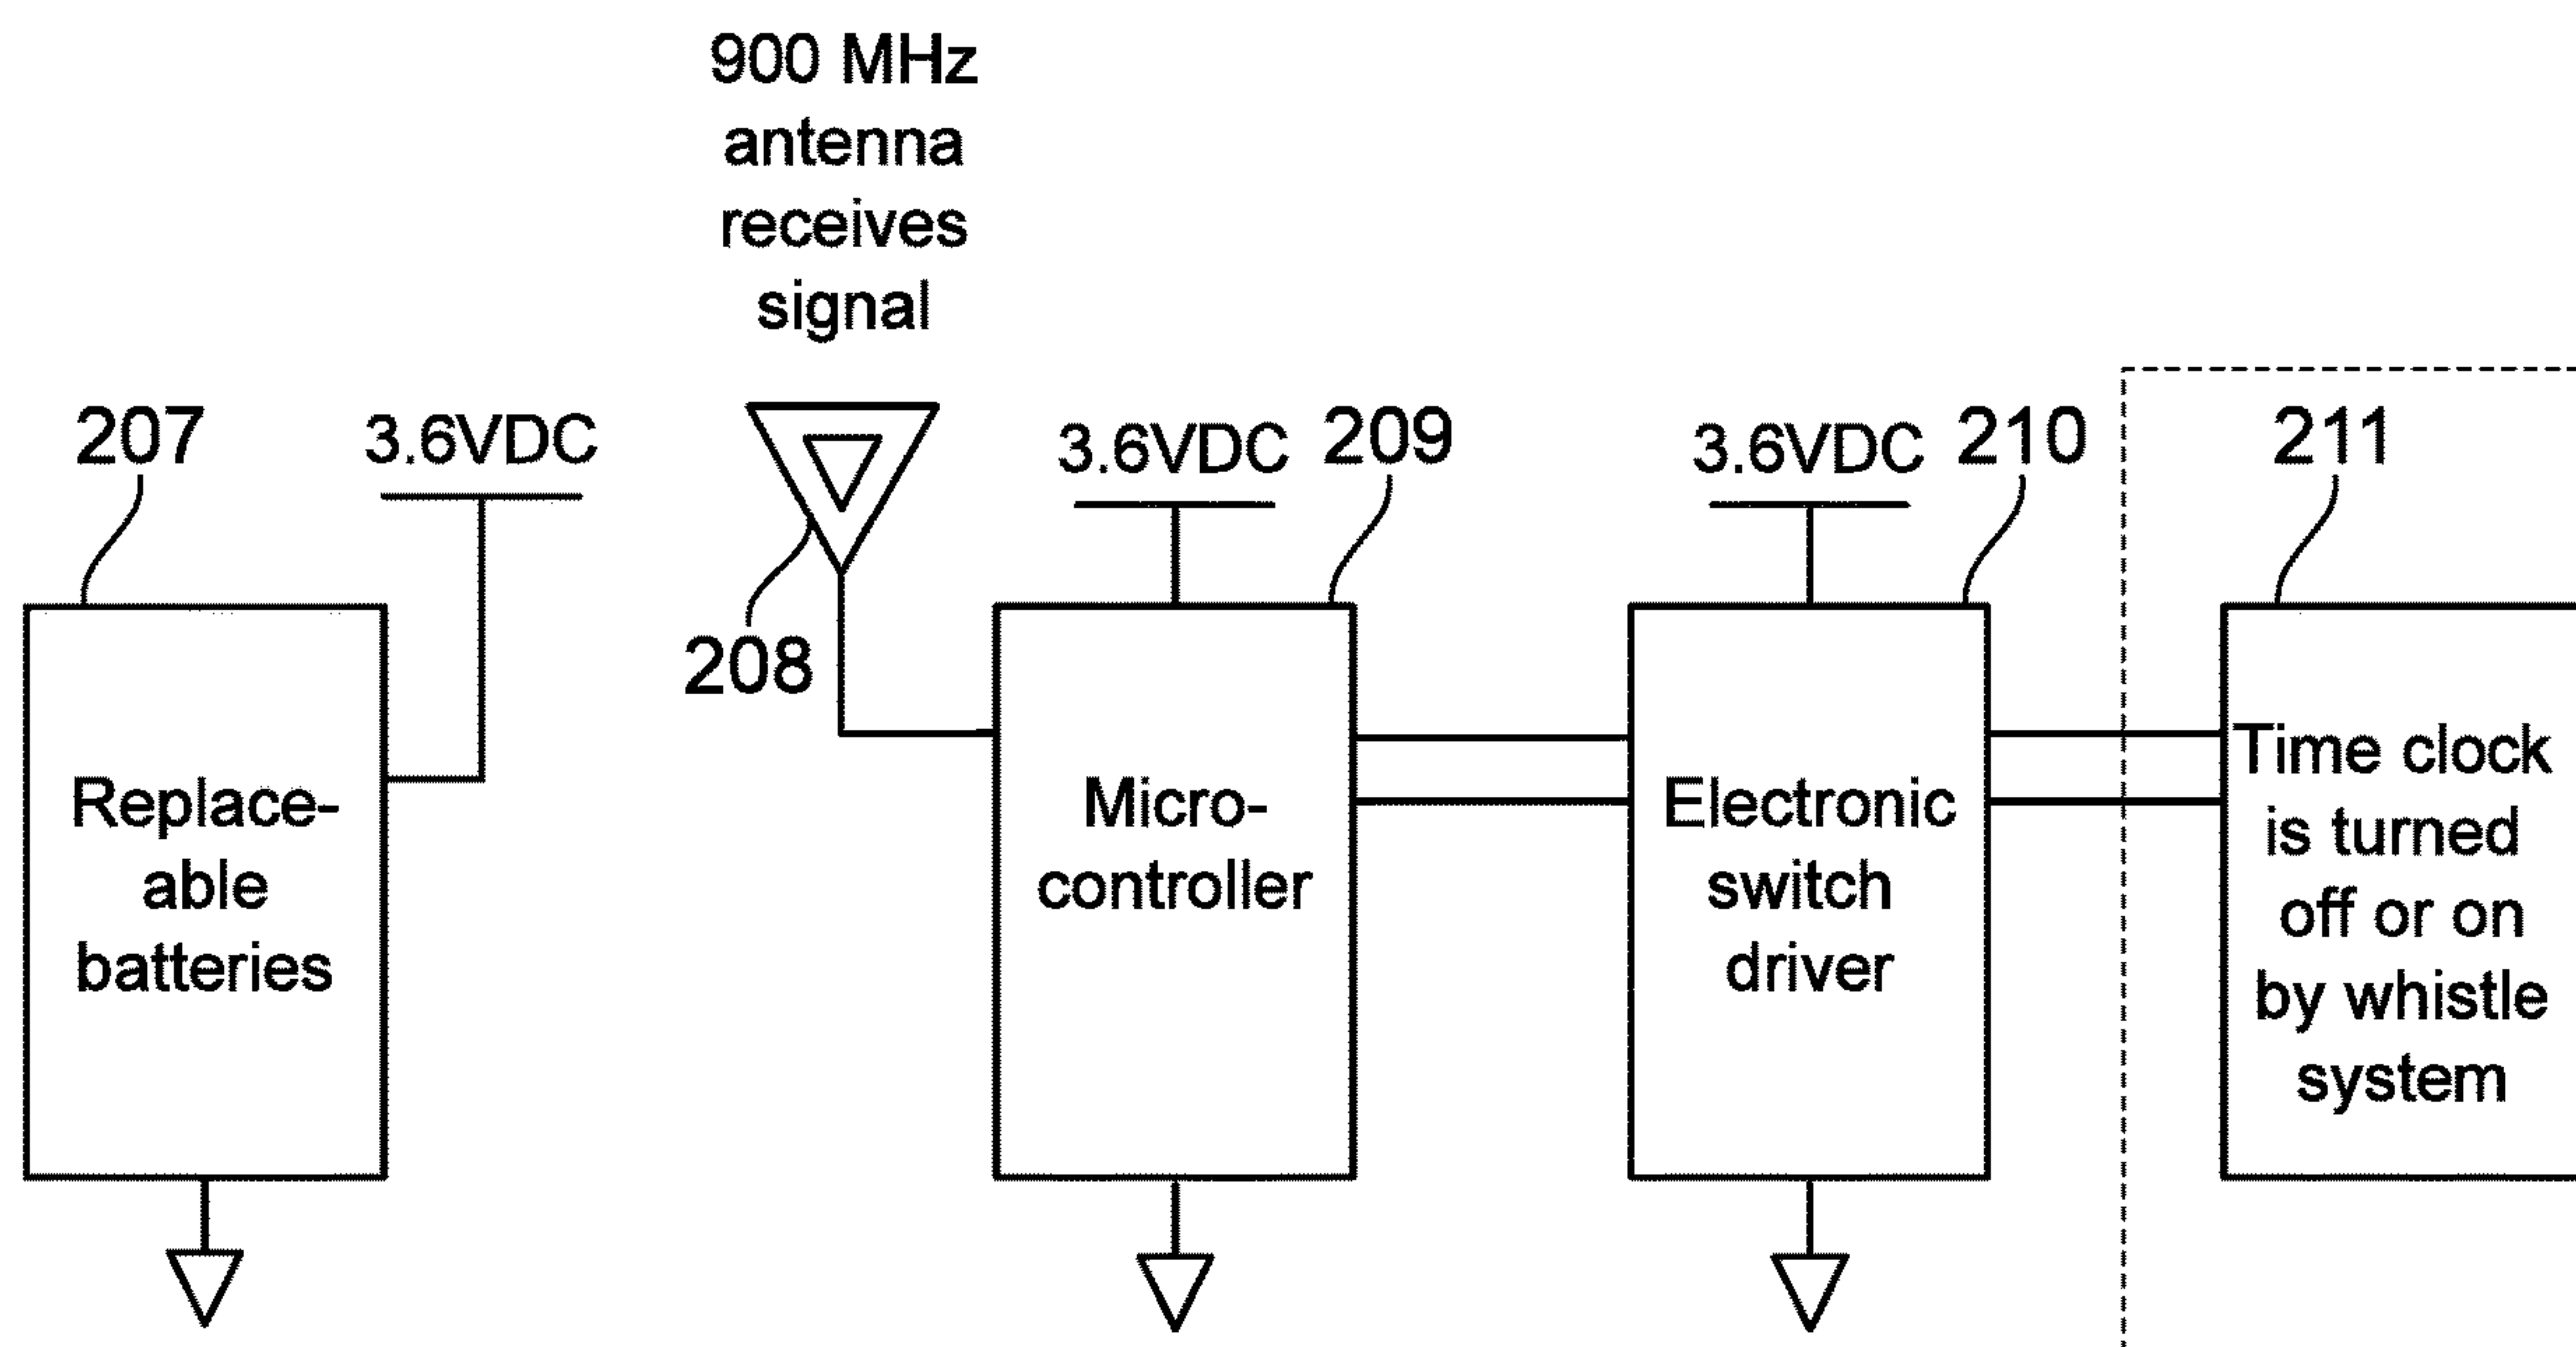 900 MHz
antenna
receives
signal
207
3.6VDC
208
3.6VDC
209
3.6VDC
210
211
Replace-
able
batteries
Micro-
controller
Electronic
switch
driver
Time clock
is turned
off or on
by whistle
system